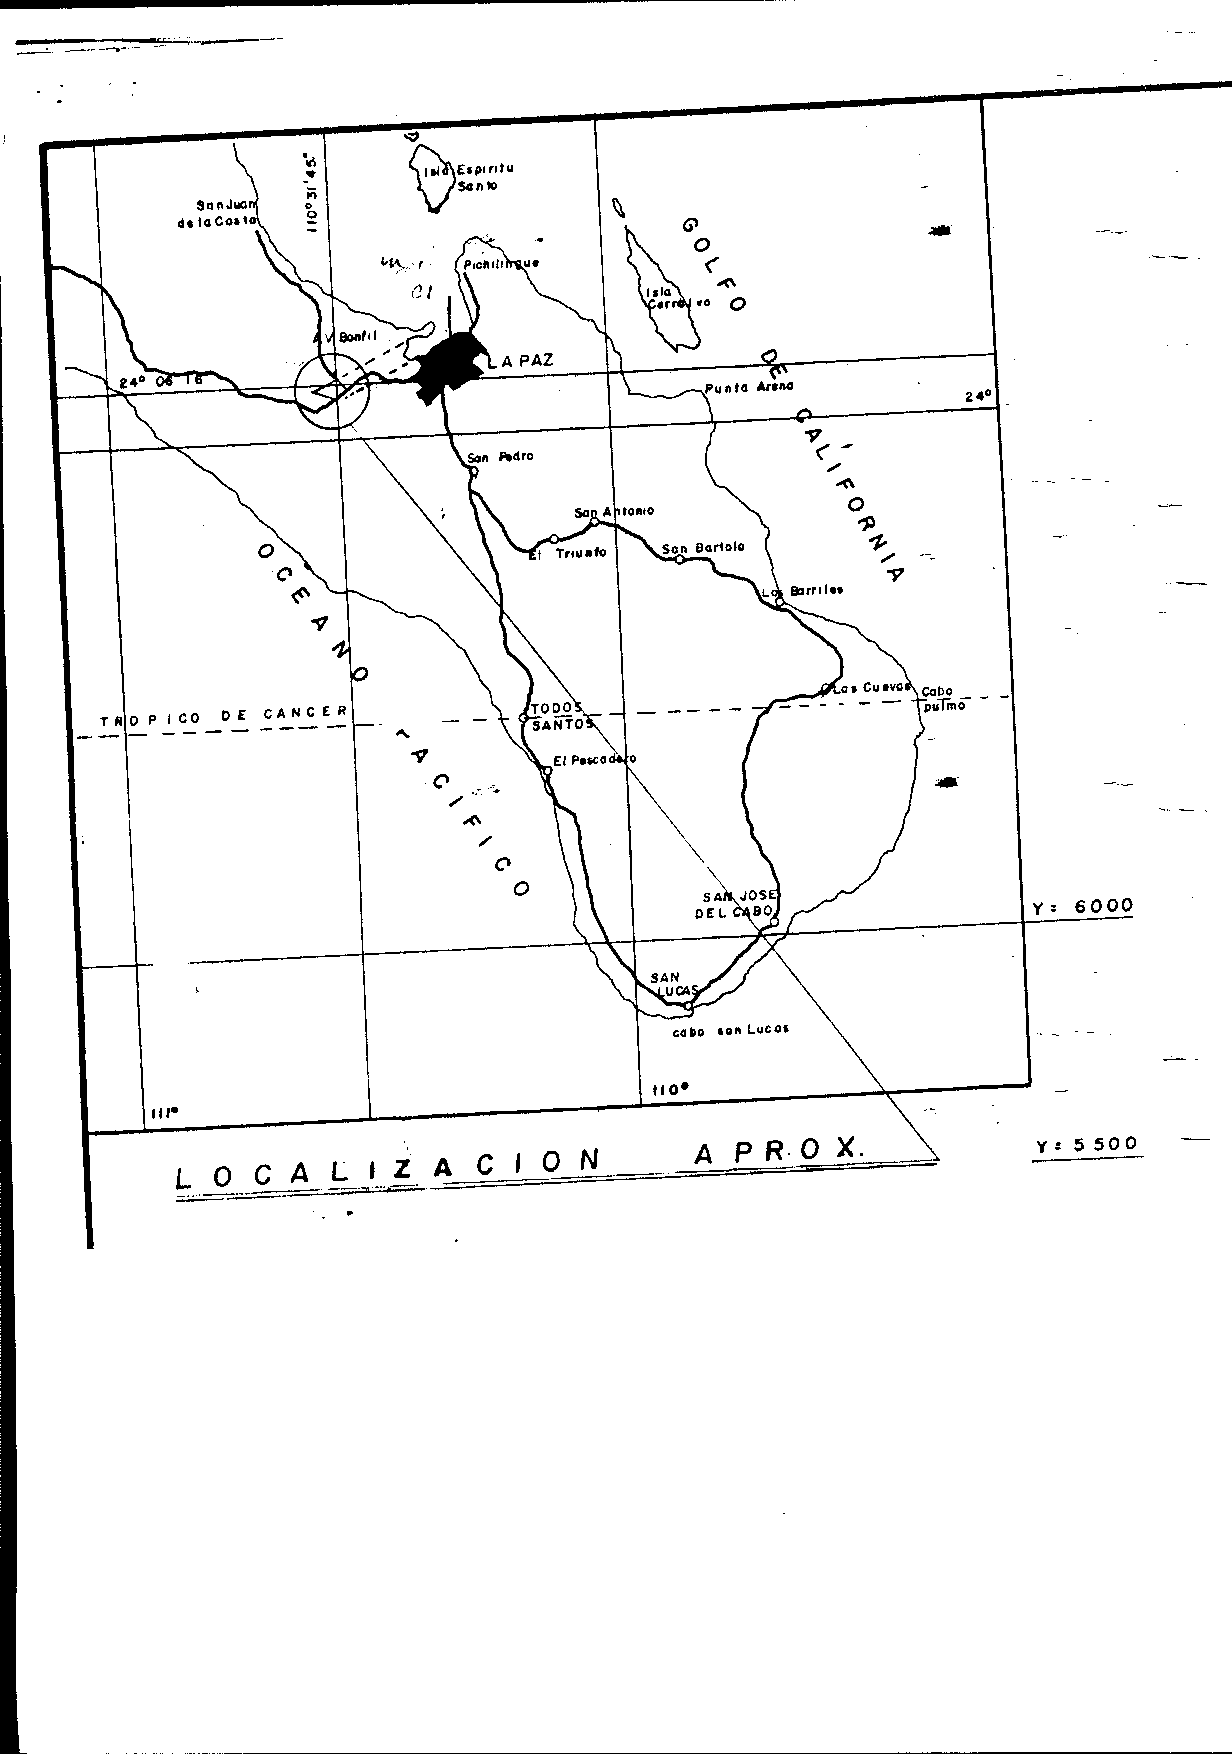 Isla Espiritu
Santo
San Juan
de la Costa
110° 31' 45"
GOLFO DE CALIFORNIA
Pichilingue
Isla
Cerralvo
A.V. Bonfil
LA PAZ
24° 06' 16"
Punta Arena
24°
San Pedro
San Antonio
El Triunfo
San Bartolo
Los Barriles
OCEANO PACIFICO
Las Cuevas
Cabo
pulmo
TROPICO DE CANCER
TODOS
SANTOS
El Pescadero
SAN JOSE
DEL CABO
Y= 6000
SAN
LUCAS
cabo san Lucas
110°
111°
LOCALIZACION APROX.
Y= 5500